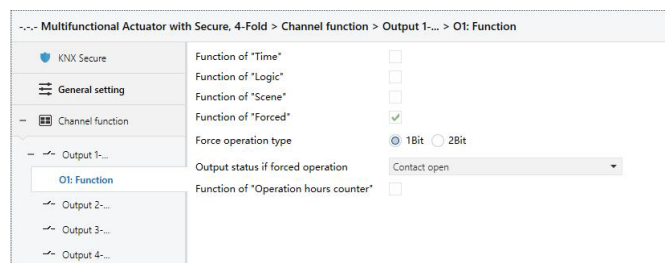 -.-.- Multifunctional Actuator with Secure, 4-Fold > Channel function > Output 1-... > O1: Function
KNX Secure
General setting
Channel function
Output 1-...
O1: Function
Output 2-...
Output 3-...
Output 4-...
Function of "Time"
Function of "Logic"
Function of "Scene"
Function of "Forced"
Force operation type 1Bit 2Bit
Output status if forced operation Contact open
Function of "Operation hours counter"